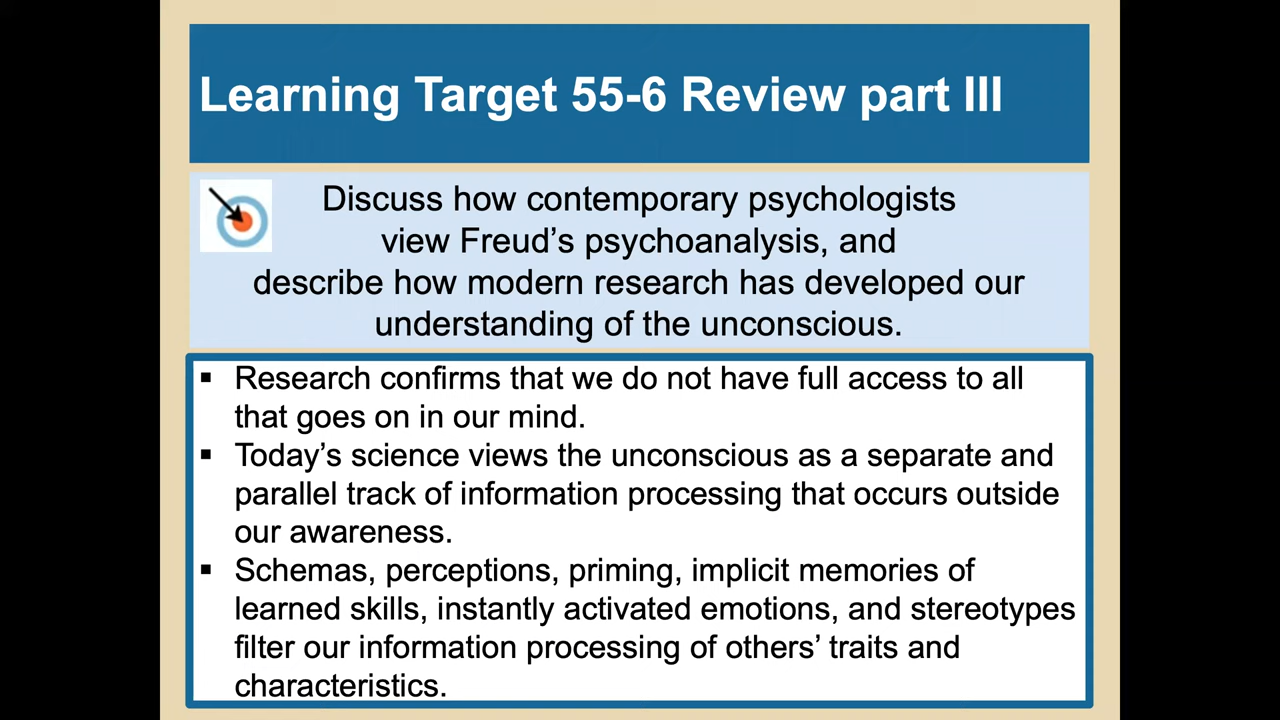 Learning Target 55-6 Review part III
Discuss how contemporary psychologists
view Freud’s psychoanalysis, and
describe how modern research has developed our
understanding of the unconscious.
▪ Research confirms that we do not have full access to all
that goes on in our mind.
▪ Today’s science views the unconscious as a separate and
parallel track of information processing that occurs outside
our awareness.
▪ Schemas, perceptions, priming, implicit memories of
learned skills, instantly activated emotions, and stereotypes
filter our information processing of others’ traits and
characteristics.